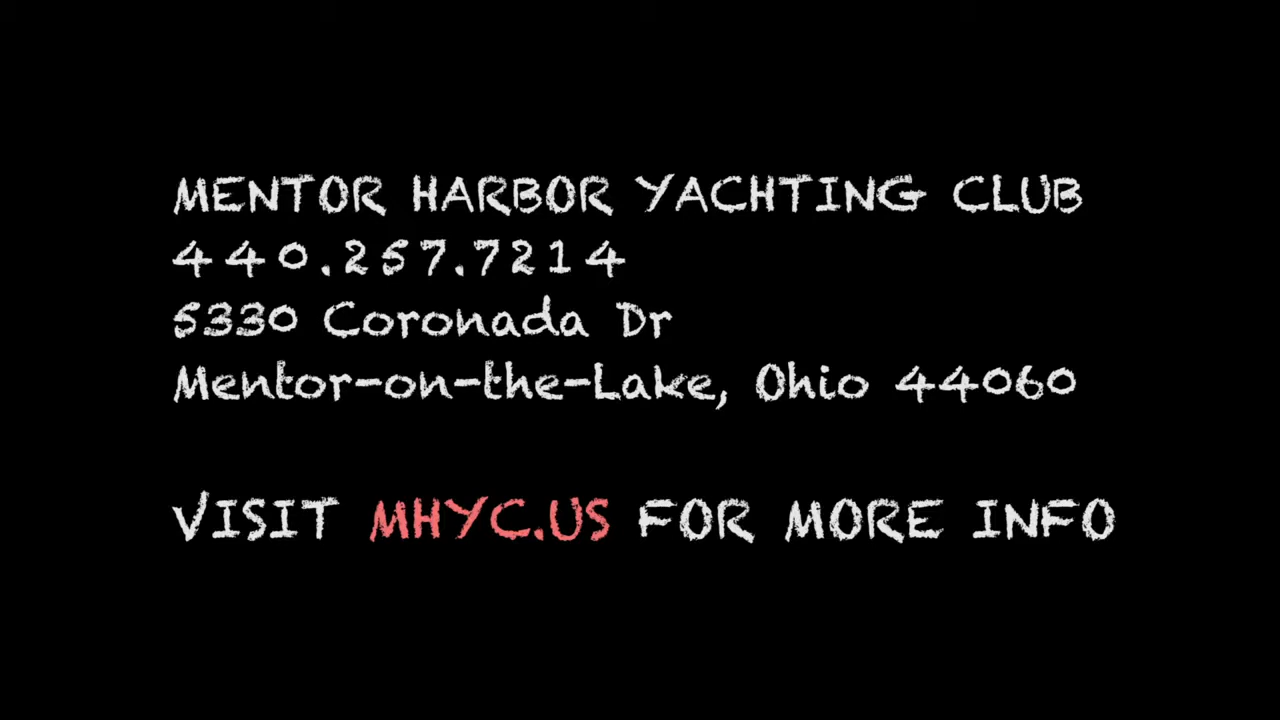 MENTOR HARBOR YACHTING CLUB
440.257.7214
5330 Coronada Dr
Mentor-on-the-Lake, Ohio 44060
VISIT MHYC.US FOR MORE INFO